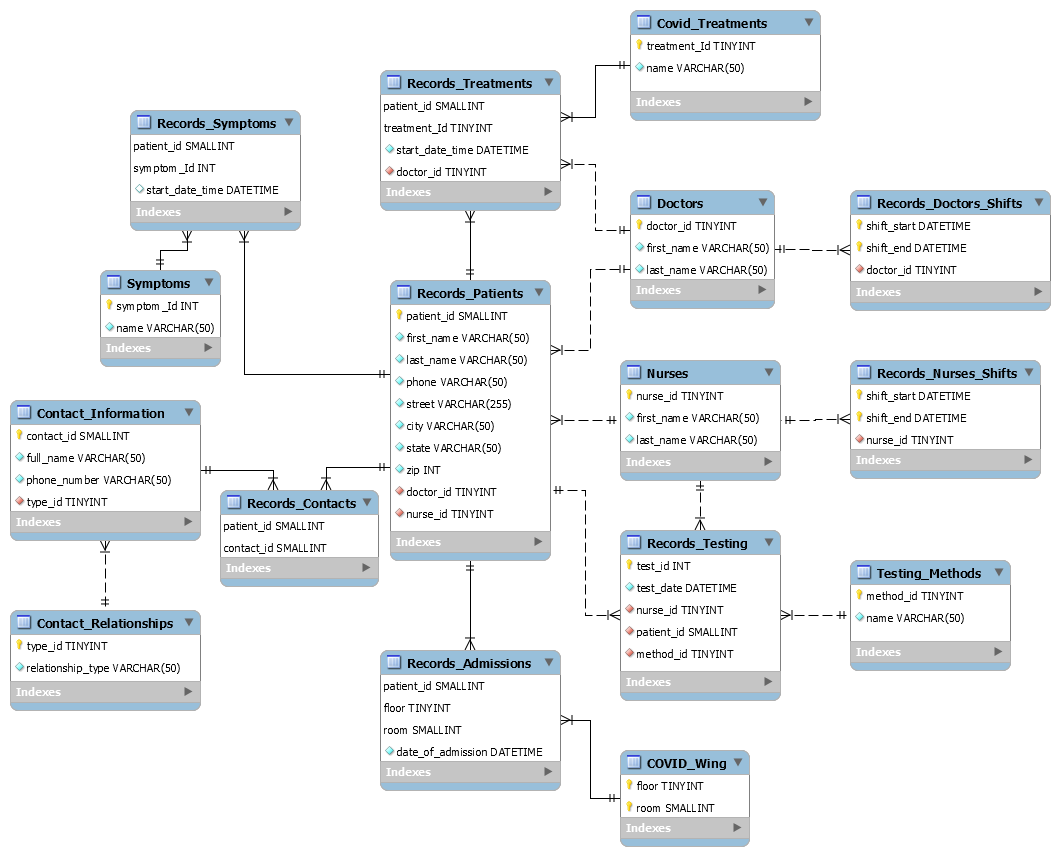 Covid_Treatments
treatment_Id TINYINT
name VARCHAR(50)
Indexes
Records_Treatments
patient_id SMALLINT
treatment_Id TINYINT
start_date_time DATETIME
doctor_id TINYINT
Indexes
Records_Symptoms
patient_id SMALLINT
symptom_Id INT
start_date_time DATETIME
Indexes
Doctors
doctor_id TINYINT
first_name VARCHAR(50)
last_name VARCHAR(50)
Indexes
Records_Doctors_Shifts
shift_start DATETIME
shift_end DATETIME
doctor_id TINYINT
Indexes
Symptoms
symptom_Id INT
name VARCHAR(50)
Indexes
Records_Patients
patient_id SMALLINT
first_name VARCHAR(50)
last_name VARCHAR(50)
phone VARCHAR(50)
street VARCHAR(255)
city VARCHAR(50)
state VARCHAR(50)
zip INT
doctor_id TINYINT
nurse_id TINYINT
Indexes
Nurses
nurse_id TINYINT
first_name VARCHAR(50)
last_name VARCHAR(50)
Indexes
Records_Nurses_Shifts
shift_start DATETIME
shift_end DATETIME
nurse_id TINYINT
Indexes
Contact_Information
contact_id SMALLINT
full_name VARCHAR(50)
phone_number VARCHAR(50)
type_id TINYINT
Indexes
Records_Contacts
patient_id SMALLINT
contact_id SMALLINT
Indexes
Records_Testing
test_id INT
test_date DATETIME
nurse_id TINYINT
patient_id SMALLINT
method_id TINYINT
Indexes
Testing_Methods
method_id TINYINT
name VARCHAR(50)
Indexes
Contact_Relationships
type_id TINYINT
relationship_type VARCHAR(50)
Indexes
Records_Admissions
patient_id SMALLINT
floor TINYINT
room SMALLINT
date_of_admission DATETIME
Indexes
COVID_Wing
floor TINYINT
room SMALLINT
Indexes